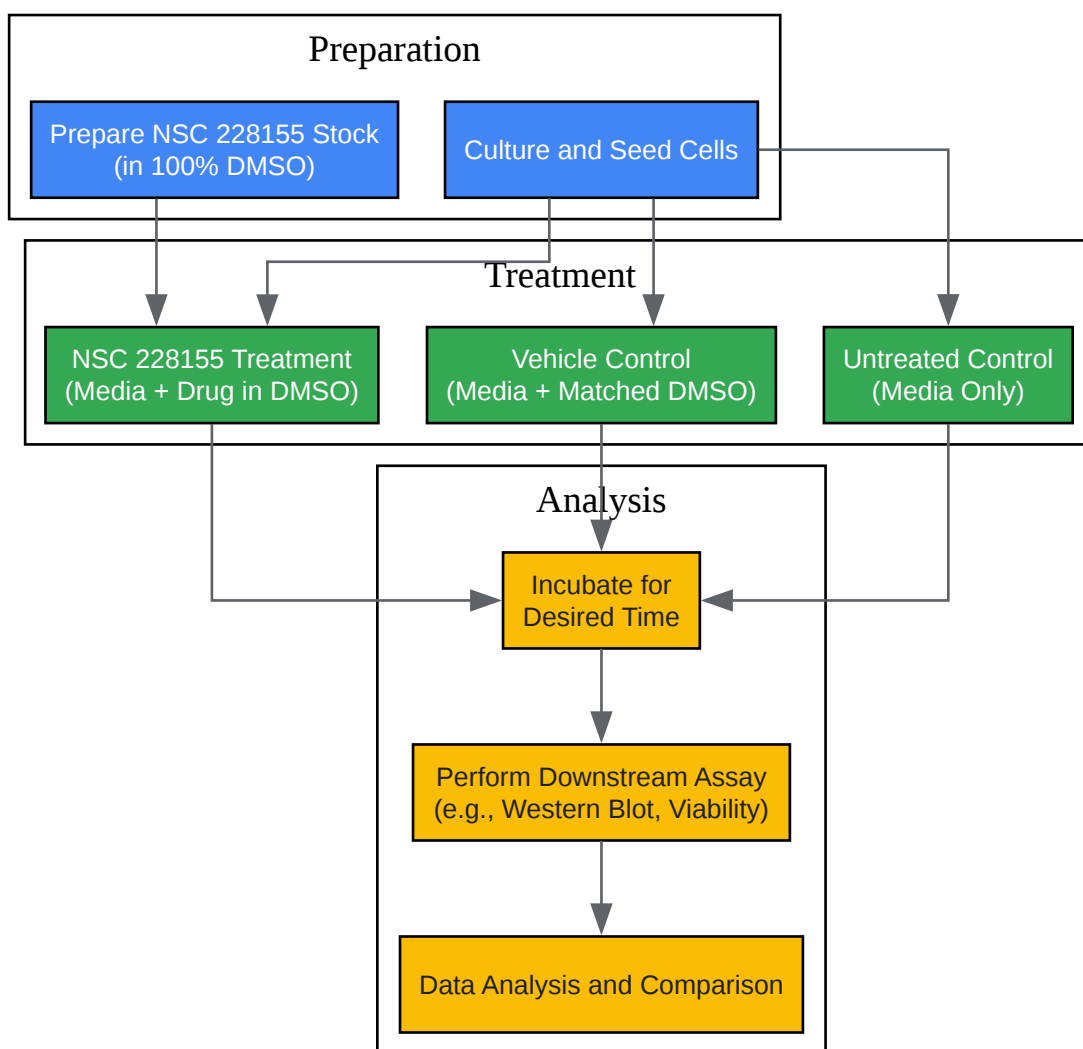 Preparation
Prepare NSC 228155 Stock
(in 100% DMSO)
Culture and Seed Cells
Treatment
NSC 228155 Treatment
(Media + Drug in DMSO)
Vehicle Control
(Media + Matched DMSO)
Untreated Control
(Media Only)
Analysis
Incubate for
Desired Time
Perform Downstream Assay
(e.g., Western Blot, Viability)
Data Analysis and Comparison